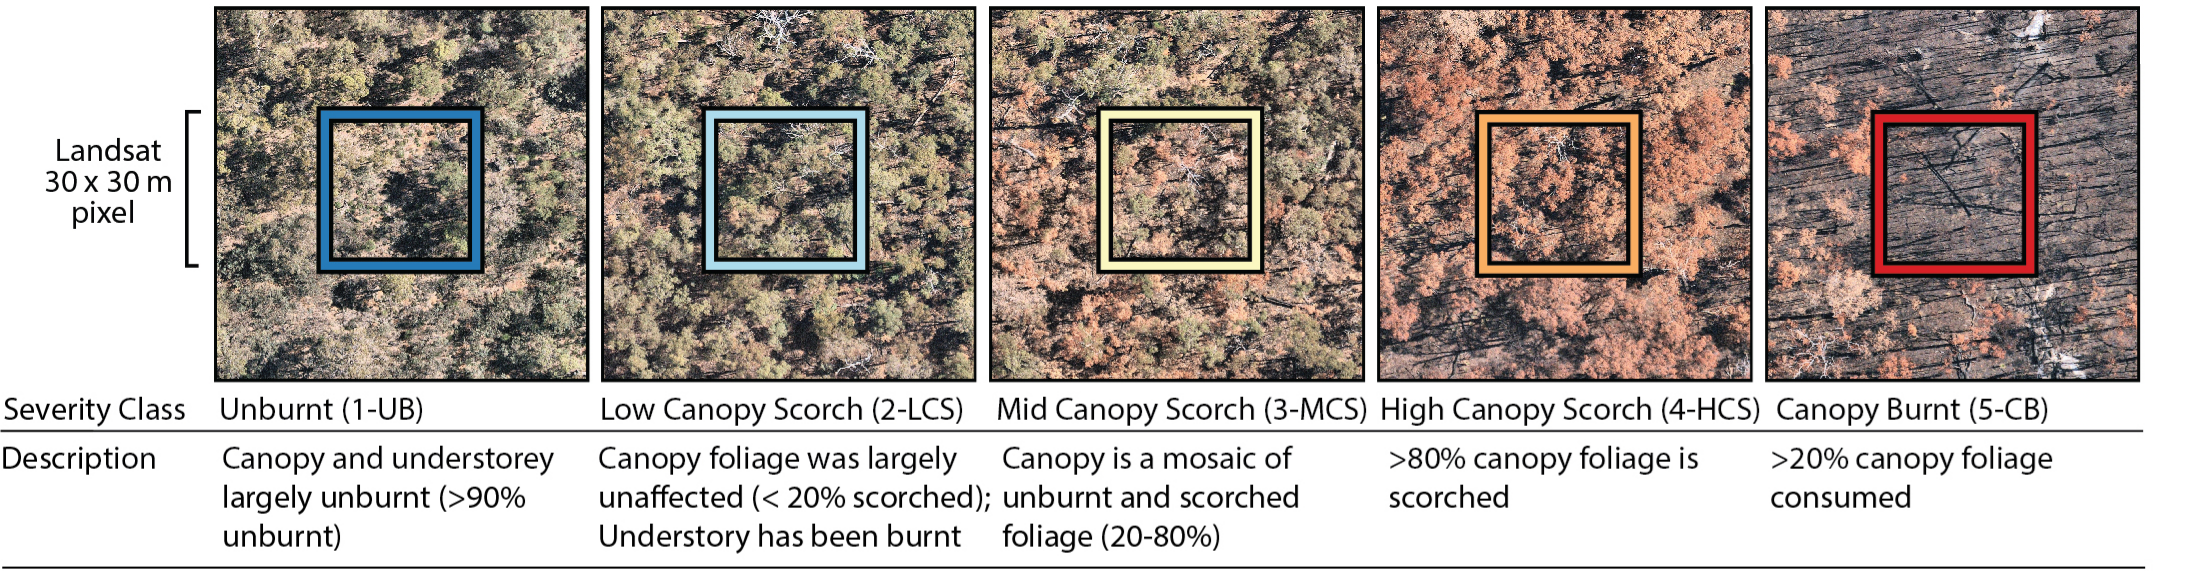 Landsat
30 x 30 m
pixel
Severity Class Unburnt (1-UB) Low Canopy Scorch (2-LCS) Mid Canopy Scorch (3-MCS) High Canopy Scorch (4-HCS) Canopy Burnt (5-CB)
Description
Canopy and understorey
largely unburnt (>90%
unburnt)
Canopy foliage was largely
unaffected (< 20% scorched);
Understory has been burnt
Canopy is a mosaic of
unburnt and scorched
foliage (20-80%)
>80% canopy foliage is
scorched
>20% canopy foliage
consumed